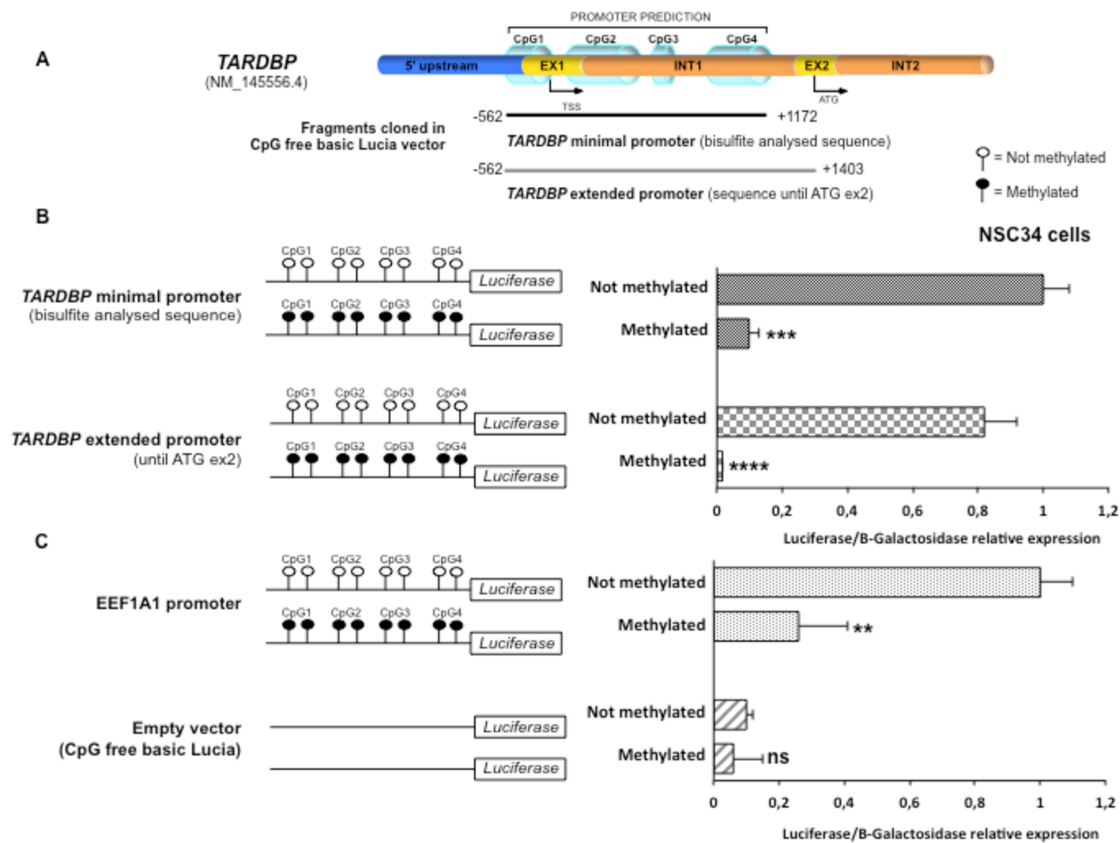 A
PROMOTER PREDICTION
CpG1 CpG2 CpG3 CpG4
TARDBP
(NM_145556.4)
5' upstream EX1 INT1 EX2 INT2
TSS ATG
Fragments cloned in
CpG free basic Lucia vector
-562 +1172
TARDBP minimal promoter (bisulfite analysed sequence)
-562 +1403
TARDBP extended promoter (sequence until ATG ex2)
= Not methylated
= Methylated
B
NSC34 cells
TARDBP minimal promoter
(bisulfite analysed sequence)
CpG1 CpG2 CpG3 CpG4
Luciferase
CpG1 CpG2 CpG3 CpG4
Luciferase
Not methylated
Methylated ***
TARDBP extended promoter
(until ATG ex2)
CpG1 CpG2 CpG3 CpG4
Luciferase
CpG1 CpG2 CpG3 CpG4
Luciferase
Not methylated
Methylated ****
0 0,2 0,4 0,6 0,8 1 1,2
Luciferase/B-Galactosidase relative expression
C
EEF1A1 promoter
CpG1 CpG2 CpG3 CpG4
Luciferase
CpG1 CpG2 CpG3 CpG4
Luciferase
Not methylated
Methylated **
Empty vector
(CpG free basic Lucia)
Luciferase
Luciferase
Not methylated
Methylated ns
0 0,2 0,4 0,6 0,8 1 1,2
Luciferase/B-Galactosidase relative expression